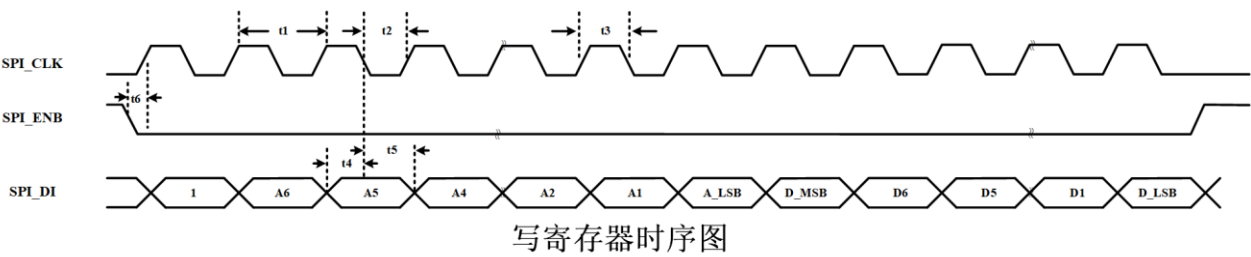 t1 t2 t3
SPI_CLK
t6
SPI_ENB
t4 t5
SPI_DI 1 A6 A5 A4 A2 A1 A_LSB D_MSB D6 D5 D1 D_LSB
写寄存器时序图